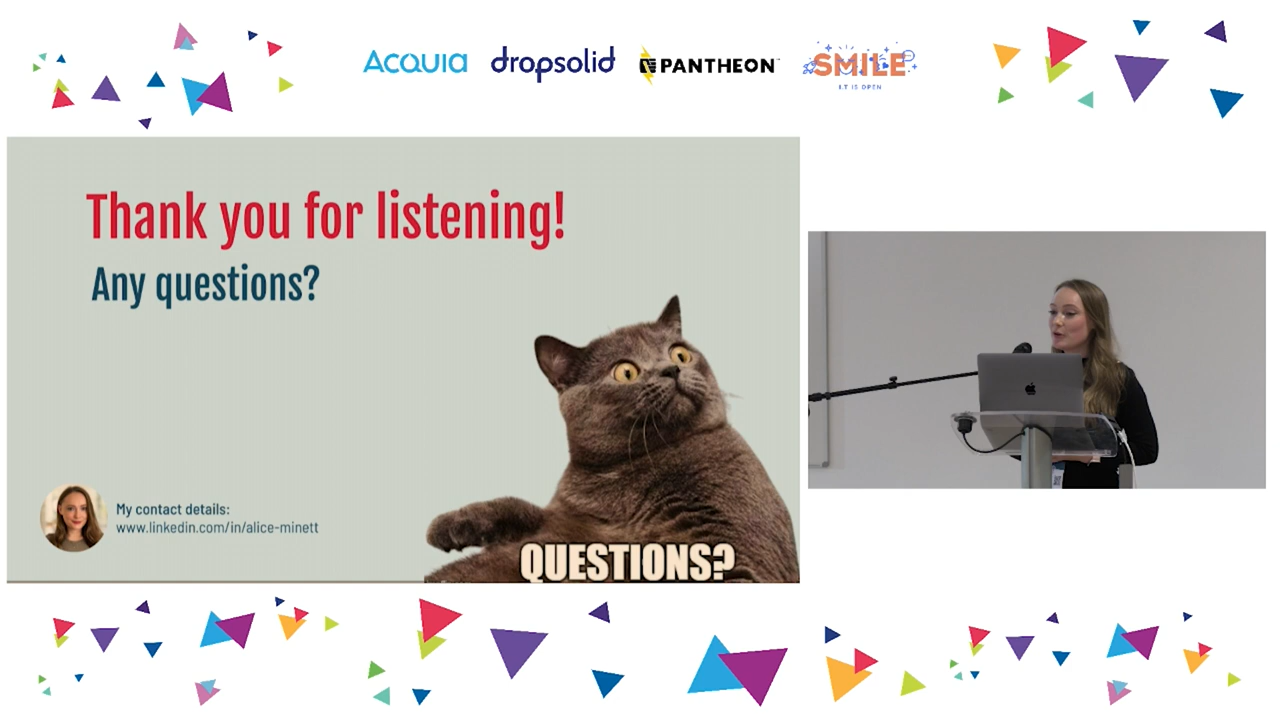 ACQUIA
dropsolid
PANTHEON
SMILE
I.T IS OPEN
Thank you for listening!
Any questions?
My contact details:
www.linkedin.com/in/alice-minett
QUESTIONS?